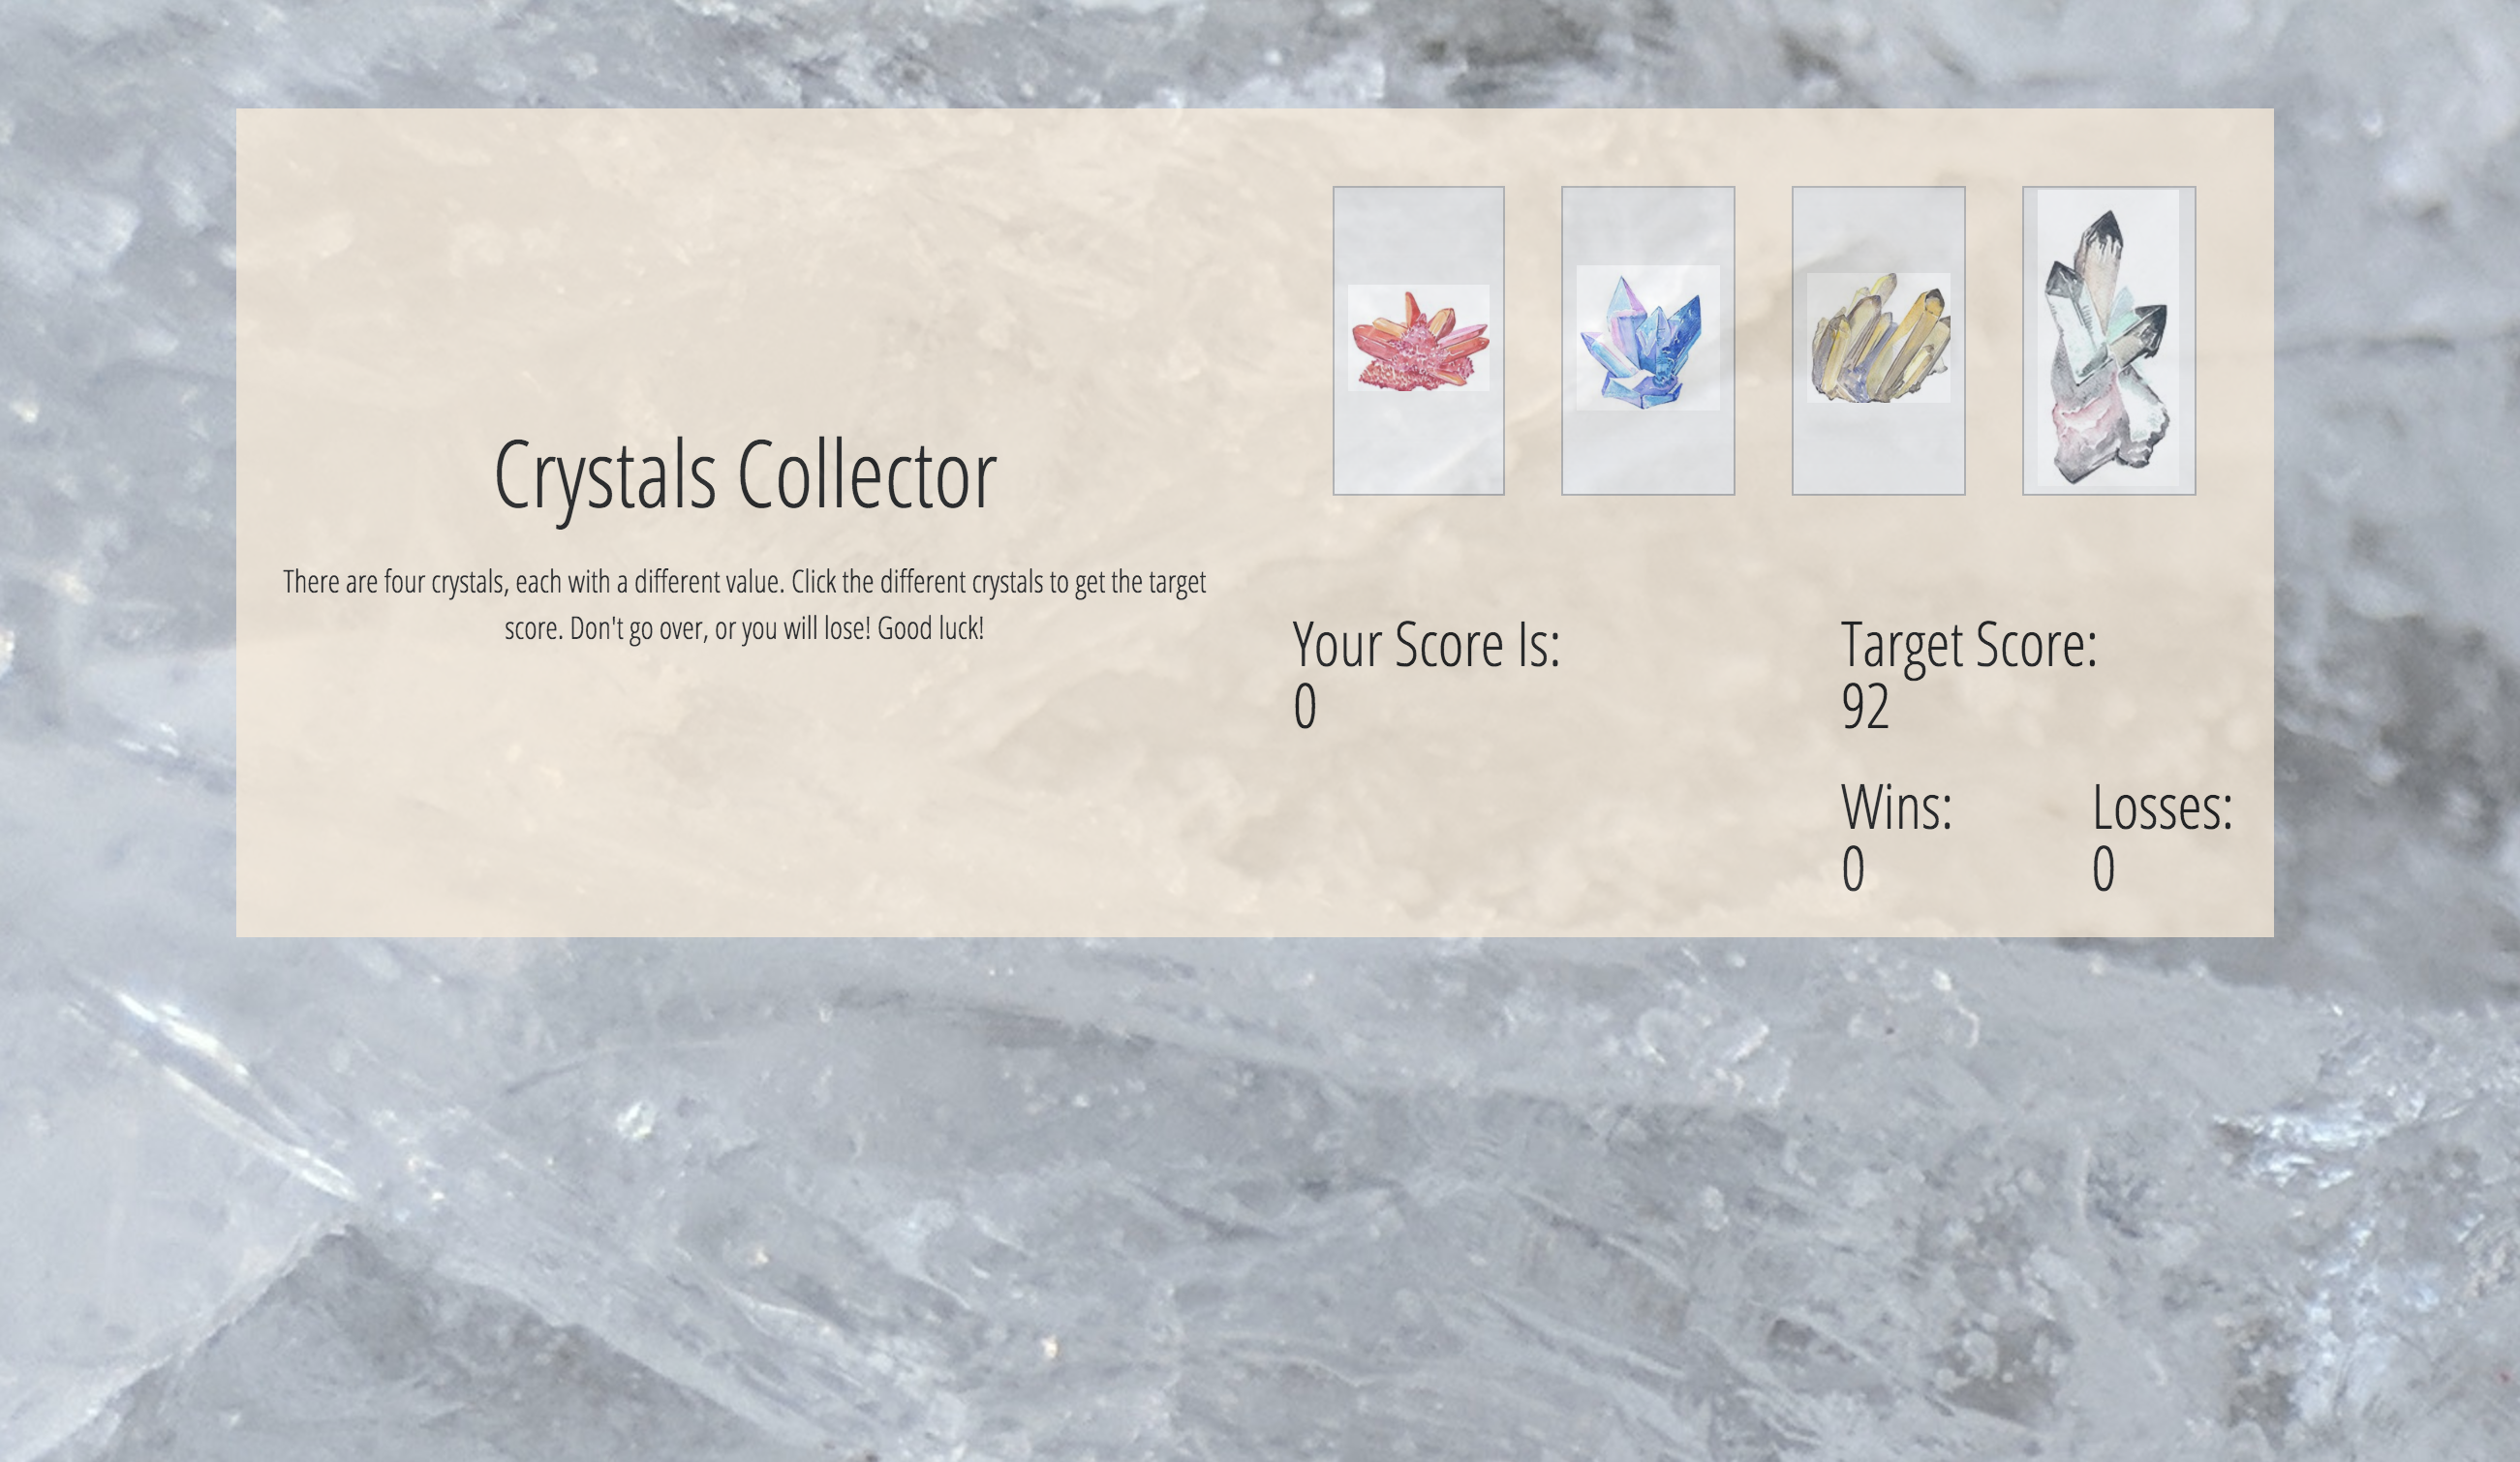 Crystals Collector
There are four crystals, each with a different value. Click the different crystals to get the target
score. Don't go over, or you will lose! Good luck!
Your Score Is:
0
Target Score:
92
Wins:
0
Losses:
0